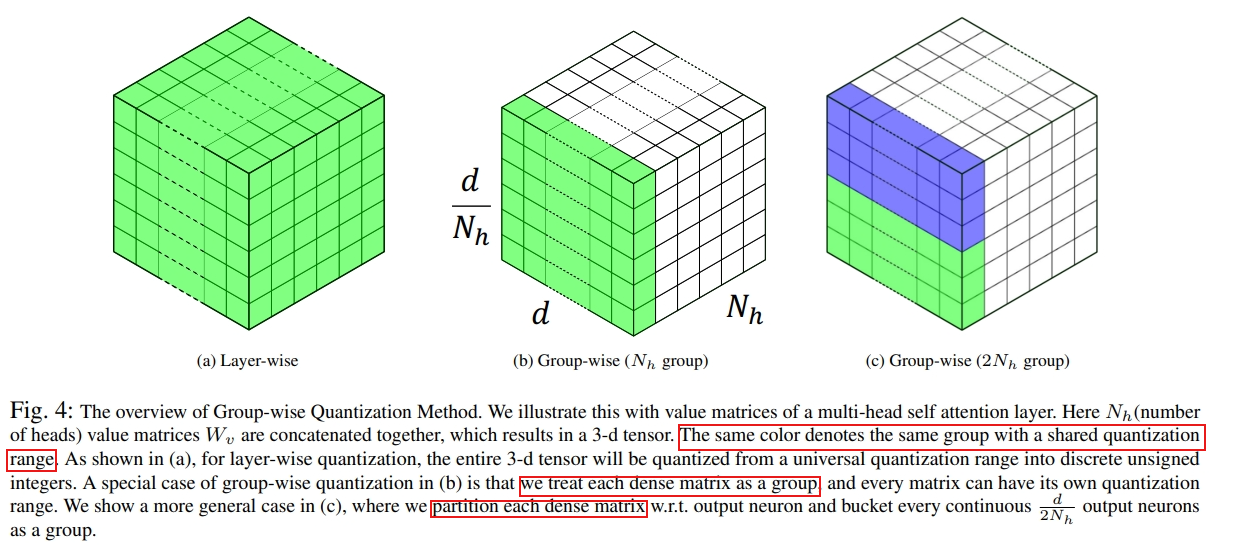 d
N_h
d
N_h
(a) Layer-wise
(b) Group-wise (N_h group)
(c) Group-wise (2N_h group)
Fig. 4: The overview of Group-wise Quantization Method. We illustrate this with value matrices of a multi-head self attention layer. Here N_h(number
of heads) value matrices W_v are concatenated together, which results in a 3-d tensor. The same color denotes the same group with a shared quantization
range. As shown in (a), for layer-wise quantization, the entire 3-d tensor will be quantized from a universal quantization range into discrete unsigned
integers. A special case of group-wise quantization in (b) is that we treat each dense matrix as a group, and every matrix can have its own quantization
range. We show a more general case in (c), where we partition each dense matrix w.r.t. output neuron and bucket every continuous d/2N_h output neurons
as a group.